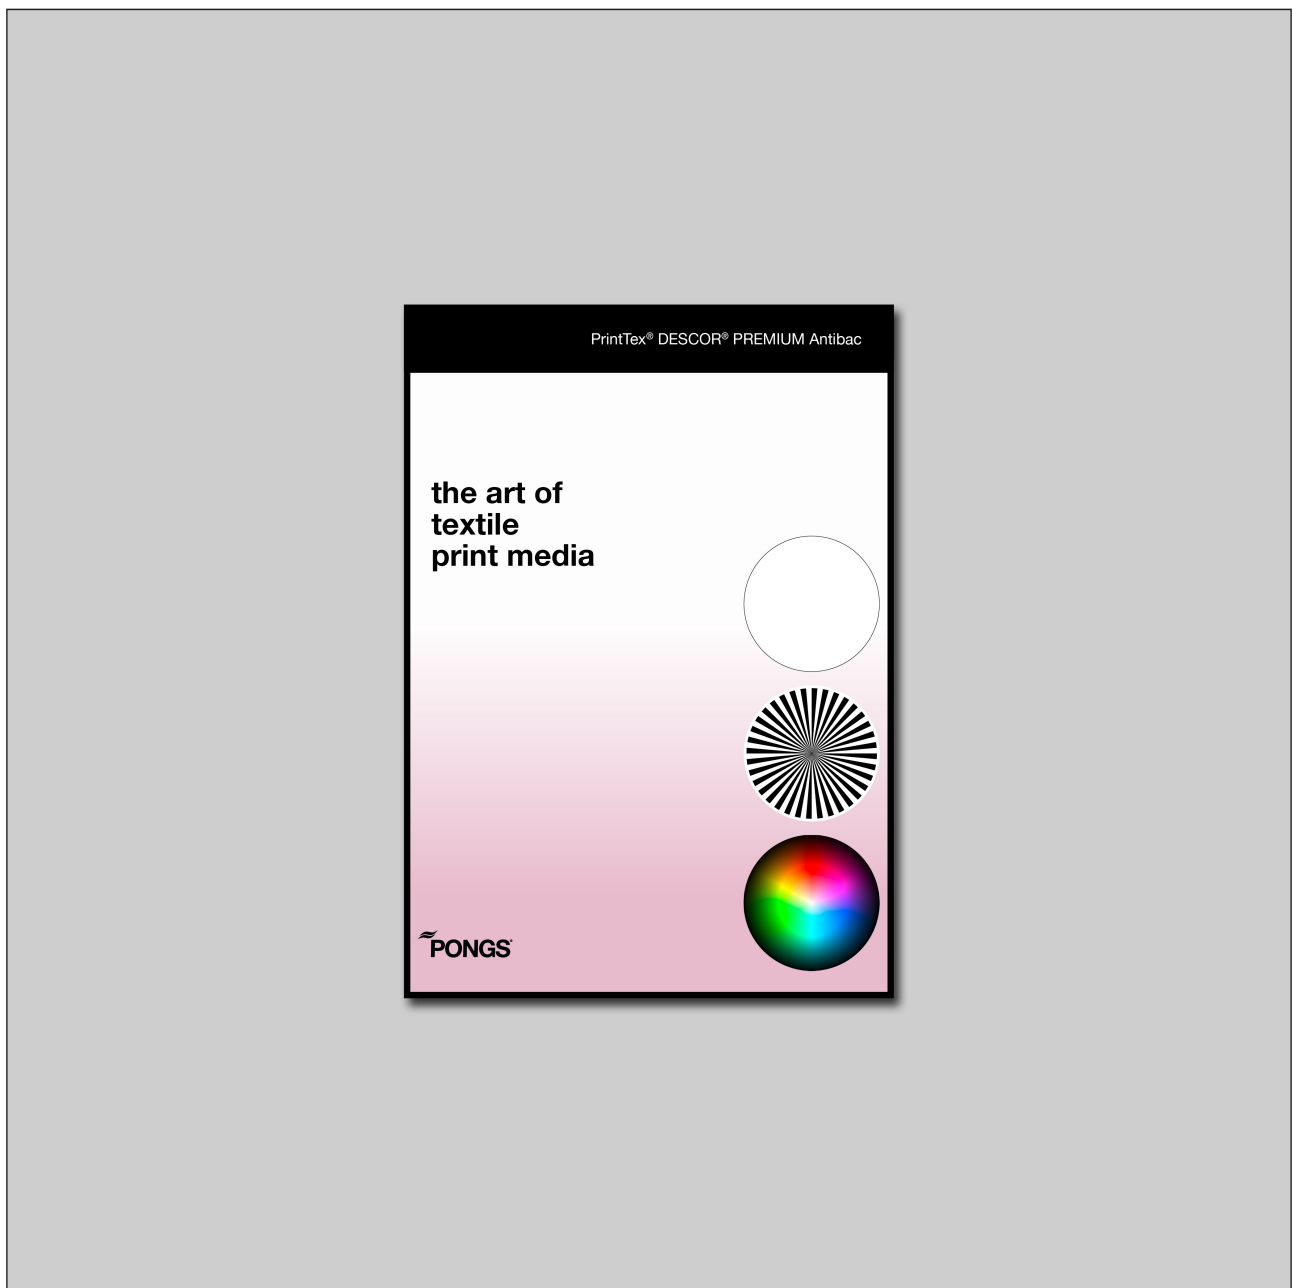 PrintTex® DESCOR® PREMIUM Antibac
the art of
textile
print media
PONGS®